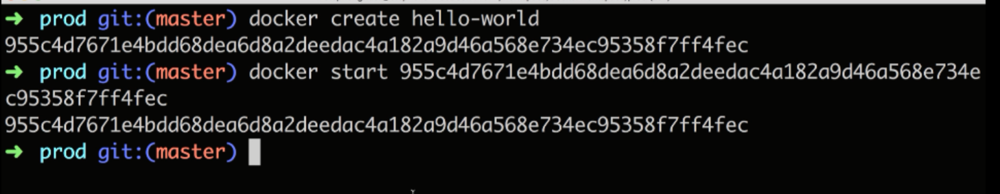 ➜ prod git:(master) docker create hello-world
955c4d7671e4bdd68dea6d8a2deedac4a182a9d46a568e734ec95358f7ff4fec
➜ prod git:(master) docker start 955c4d7671e4bdd68dea6d8a2deedac4a182a9d46a568e734e
c95358f7ff4fec
955c4d7671e4bdd68dea6d8a2deedac4a182a9d46a568e734ec95358f7ff4fec
➜ prod git:(master)